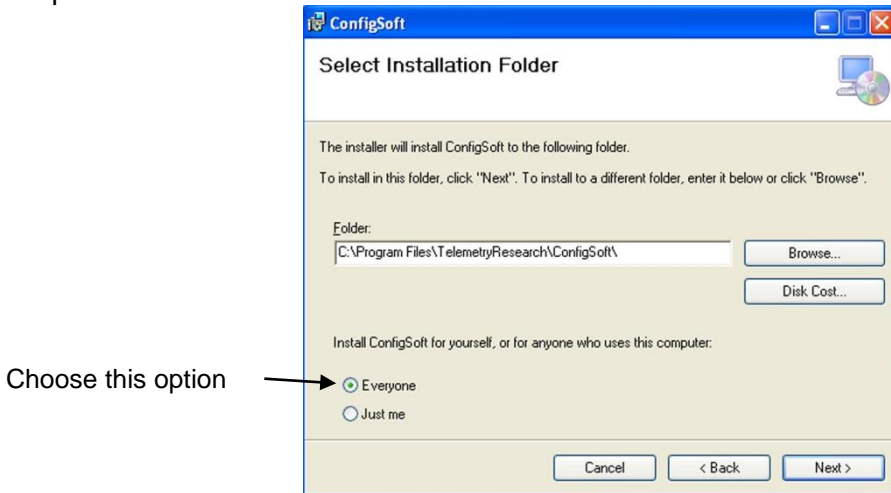 ConfigSoft
Select Installation Folder
The installer will install ConfigSoft to the following folder.
To install in this folder, click "Next". To install to a different folder, enter it below or click "Browse".
Folder:
C:\Program Files\TelemetryResearch\ConfigSoft\
Browse...
Disk Cost...
Install ConfigSoft for yourself, or for anyone who uses this computer:
Choose this option
Everyone
Just me
Cancel
< Back
Next >